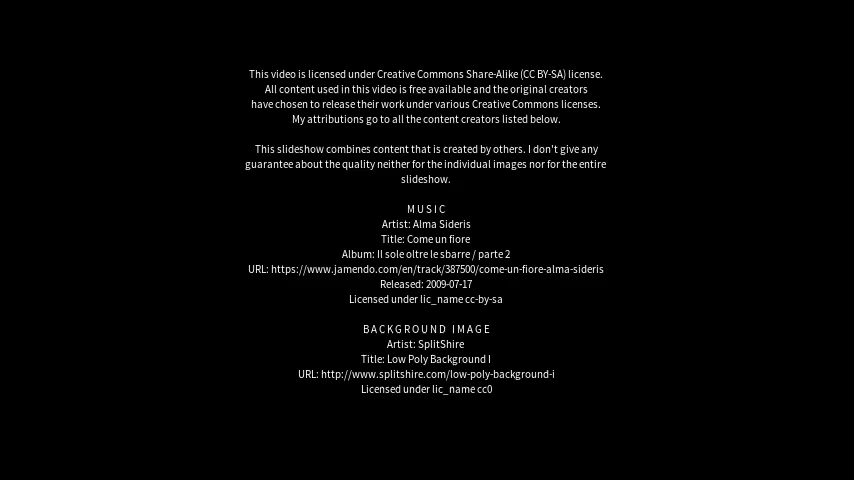 This video is licensed under Creative Commons Share-Alike (CC BY-SA) license.
All content used in this video is free available and the original creators
have chosen to release their work under various Creative Commons licenses.
My attributions go to all the content creators listed below.
This slideshow combines content that is created by others. I don't give any
guarantee about the quality neither for the individual images nor for the entire
slideshow.
MUSIC
Artist: Alma Sideris
Title: Come un fiore
Album: Il sole oltre le sbarre / parte 2
URL: https://www.jamendo.com/en/track/387500/come-un-fiore-alma-sideris
Released: 2009-07-17
Licensed under lic_name cc-by-sa
BACKGROUND IMAGE
Artist: SplitShire
Title: Low Poly Background I
URL: http://www.splitshire.com/low-poly-background-i
Licensed under lic_name cc0